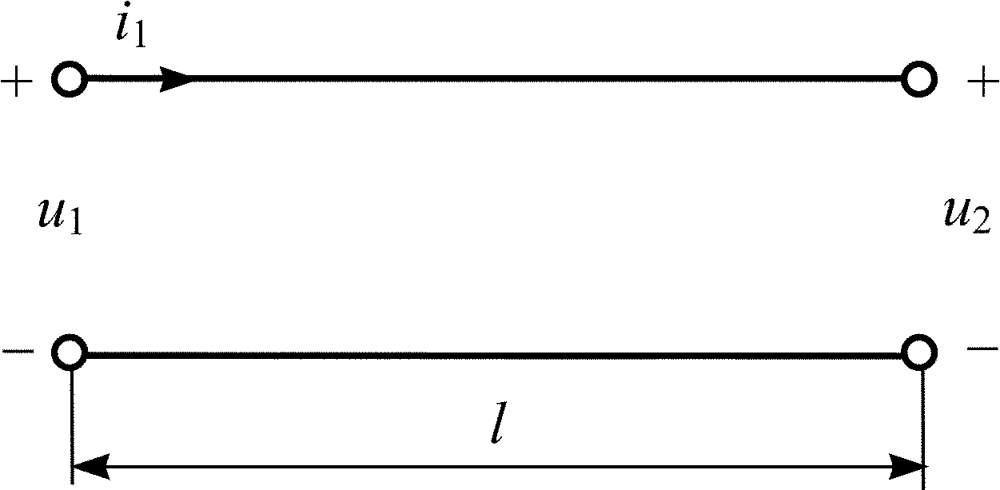 i₁
+ +
u₁ u₂
− −
l